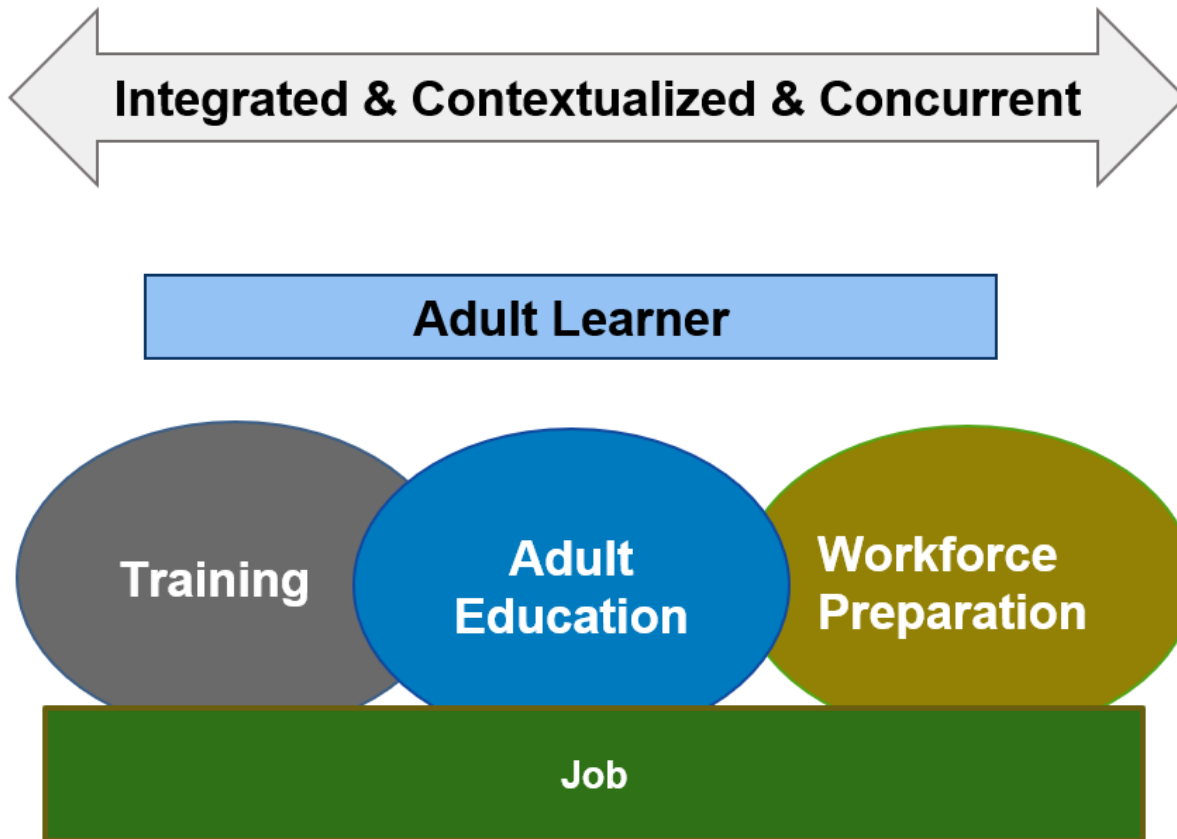 Integrated & Contextualized & Concurrent
Adult Learner
Training
Adult
Education
Workforce
Preparation
Job